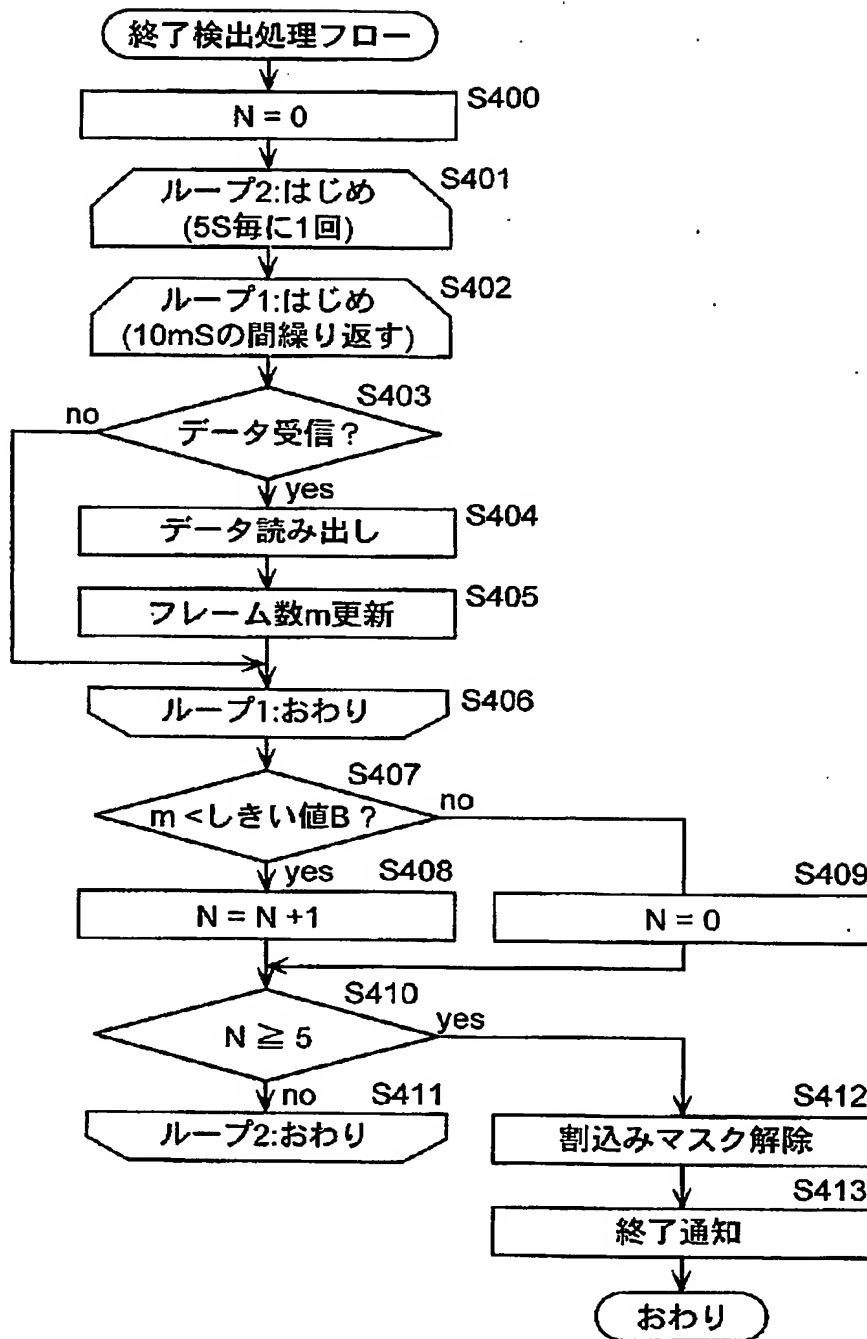 終了検出処理フロー
S400
N = 0
S401
ループ2:はじめ
(5S毎に1回)
S402
ループ1:はじめ
(10mSの間繰り返す)
S403
no
データ受信？
yes
S404
データ読み出し
S405
フレーム数m更新
S406
ループ1:おわり
S407
m <しきい値B？
no
yes
S408
N = N +1
S409
N = 0
S410
N ≧ 5
yes
no
S411
ループ2:おわり
S412
割込みマスク解除
S413
終了通知
おわり